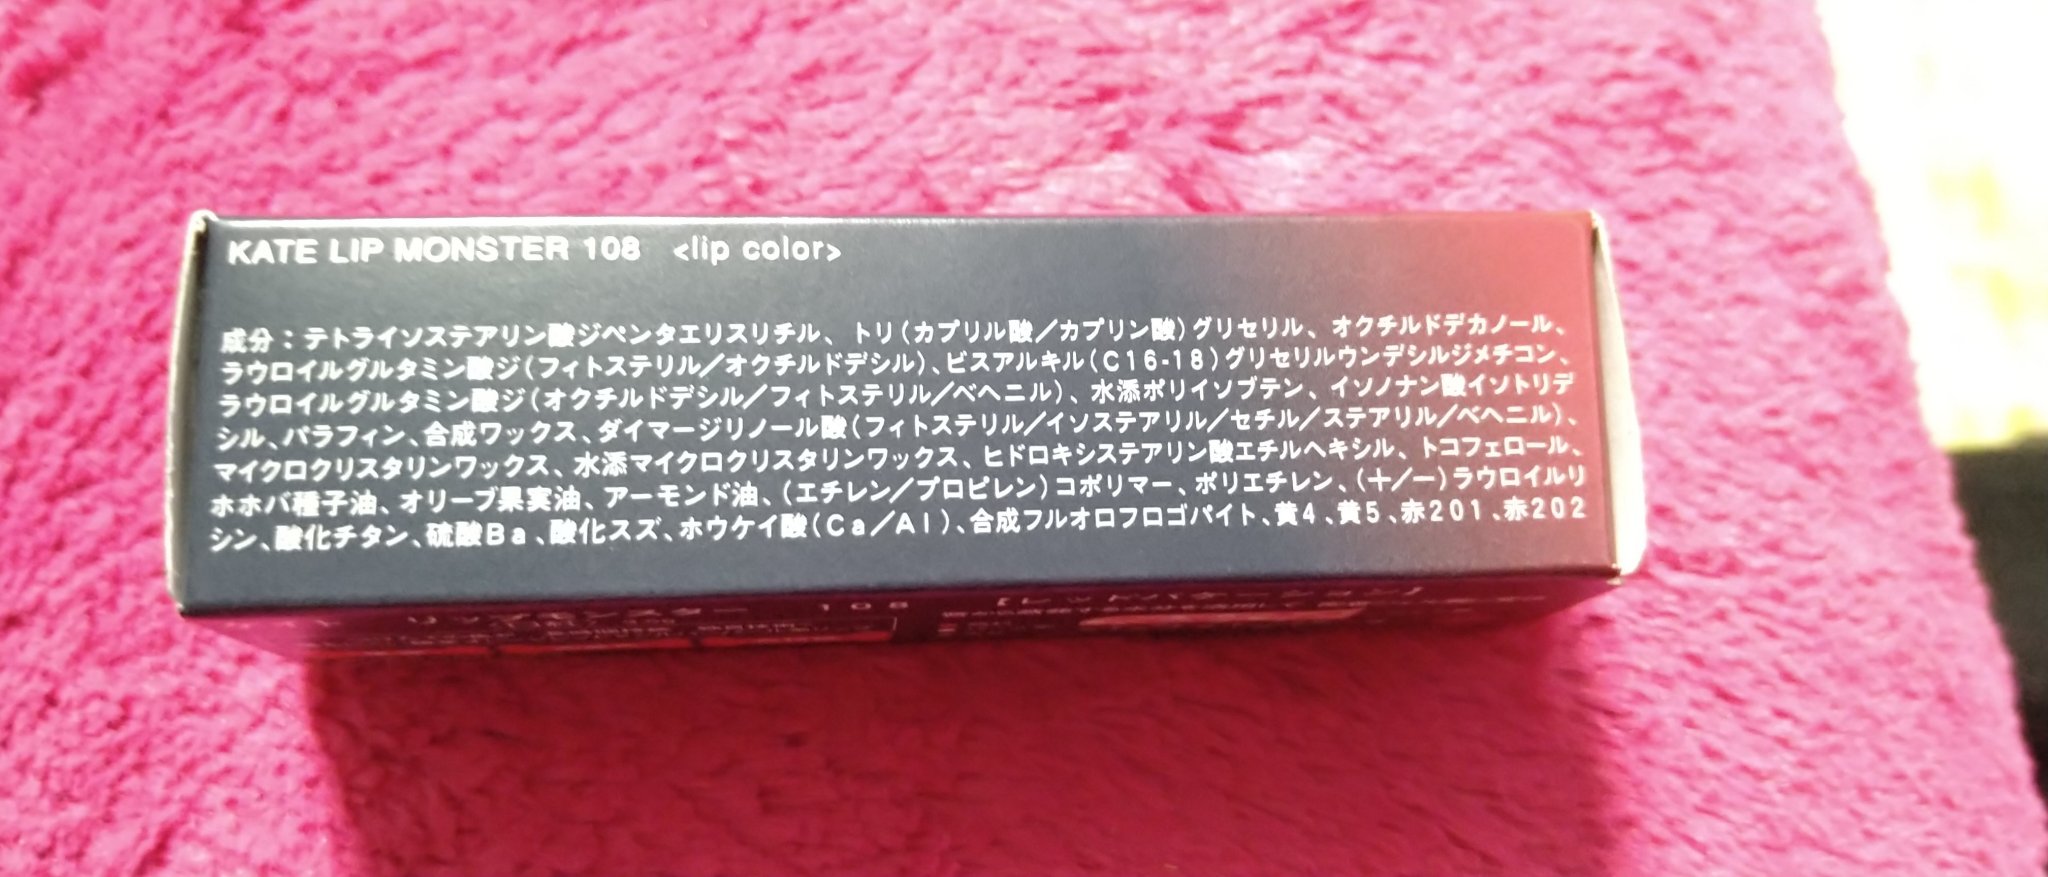 KATE LIP MONSTER 108 <lip color>
成分：テトライソステアリン酸ジペンタエリスリチル、トリ(カプリル酸／カプリン酸)グリセリル、オクチルドデカノール、
ラウロイルグルタミン酸ジ(フィトステリル／オクチルドデシル)、ビスアルキル(C16-18)グリセリルウンデシルジメチコン、
ラウロイルグルタミン酸ジ(オクチルドデシル／フィトステリル／ベヘニル)、水添ポリイソブテン、イソノナン酸イソトリデ
シル、パラフィン、合成ワックス、ダイマージリノール酸(フィトステリル／イソステアリル／セチル／ステアリル／ベヘニル)、
マイクロクリスタリンワックス、水添マイクロクリスタリンワックス、ヒドロキシステアリン酸エチルヘキシル、トコフェロール、
ホホバ種子油、オリーブ果実油、アーモンド油、(エチレン／プロピレン)コポリマー、ポリエチレン、(＋／－)ラウロイルリ
シン、酸化チタン、硫酸Ba、酸化スズ、ホウケイ酸(Ca／Al)、合成フルオロフロゴパイト、黄4、黄5、赤201、赤202
リップモンスター 108